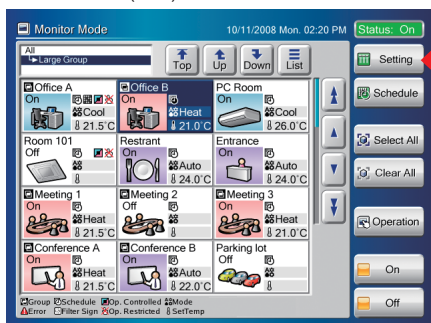 Monitor Mode 10/11/2008 Mon. 02:20 PM Status: On
All
Large Group
Top Up Down List
Setting
Schedule
Select All
Clear All
Operation
On
Off
Office A
On
Cool
21.5°C
Office B
On
Heat
21.0°C
PC Room
On
Cool
26.0°C
Room 101
Off
Restrant
On
Auto
24.0°C
Entrance
On
Auto
24.0°C
Meeting 1
On
Heat
21.5°C
Meeting 2
Off
Meeting 3
On
Heat
21.0°C
Conference A
On
Heat
21.5°C
Conference B
On
Auto
22.0°C
Parking lot
Off
Group Schedule Op. Controlled Mode
Error Filter Sign Op. Restricted SetTemp